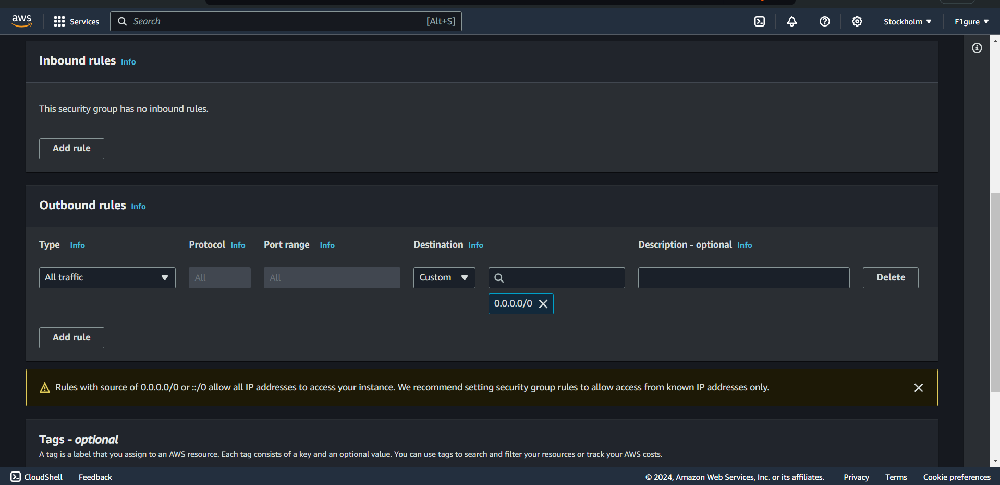 aws
Services
Search
[Alt+S]
Stockholm
F1gure
Inbound rules Info
This security group has no inbound rules.
Add rule
Outbound rules Info
Type Info Protocol Info Port range Info Destination Info Description - optional Info
All traffic All All Custom Delete
0.0.0.0/0
Add rule
Rules with source of 0.0.0.0/0 or ::/0 allow all IP addresses to access your instance. We recommend setting security group rules to allow access from known IP addresses only.
Tags - optional
A tag is a label that you assign to an AWS resource. Each tag consists of a key and an optional value. You can use tags to search and filter your resources or track your AWS costs.
CloudShell Feedback © 2024, Amazon Web Services, Inc. or its affiliates. Privacy Terms Cookie preferences